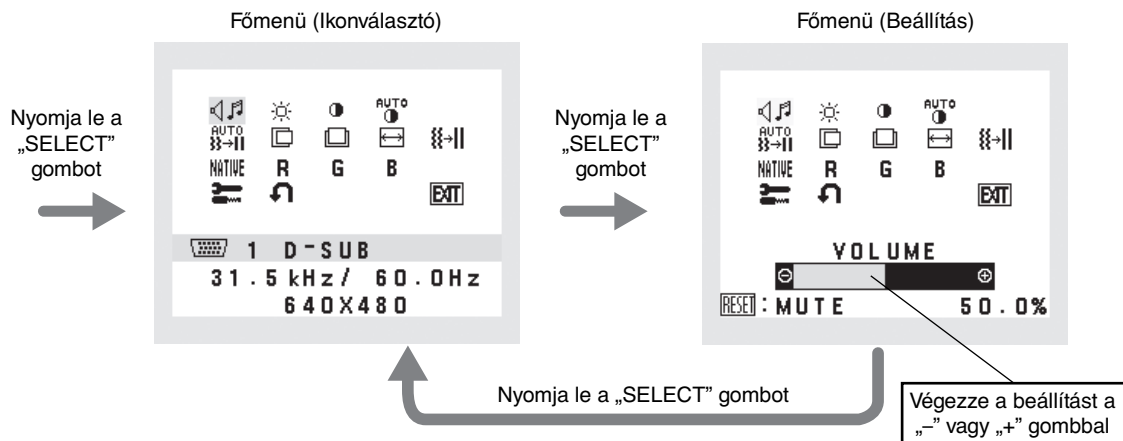 Főmenü (Ikonválasztó)
Főmenü (Beállítás)
Nyomja le a
„SELECT”
gombot
AUTO
AUTO
NATIVE R G B
EXIT
1 D-SUB
31.5 kHz/ 60.0Hz
640X480
Nyomja le a
„SELECT”
gombot
AUTO
AUTO
NATIVE R G B
EXIT
VOLUME
RESET:MUTE 50.0%
Nyomja le a „SELECT” gombot
Végezze a beállítást a
„–” vagy „+” gombbal